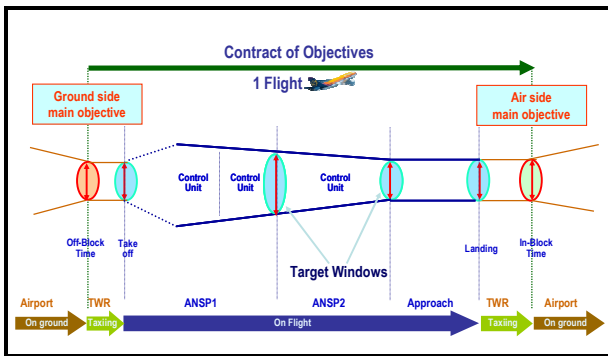 Contract of Objectives
1 Flight
Ground side
main objective
Air side
main objective
Control
Unit
Control
Unit
Control
Unit
Off-Block
Time
Take
off
Landing
In-Block
Time
Target Windows
Airport
TWR
ANSP1
ANSP2
Approach
TWR
Airport
On ground
Taxiing
On Flight
Taxiing
On ground